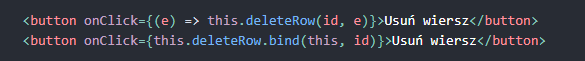 <button onClick={(e) => this.deleteRow(id, e)}>Usuń wiersz</button>
<button onClick={this.deleteRow.bind(this, id)}>Usuń wiersz</button>